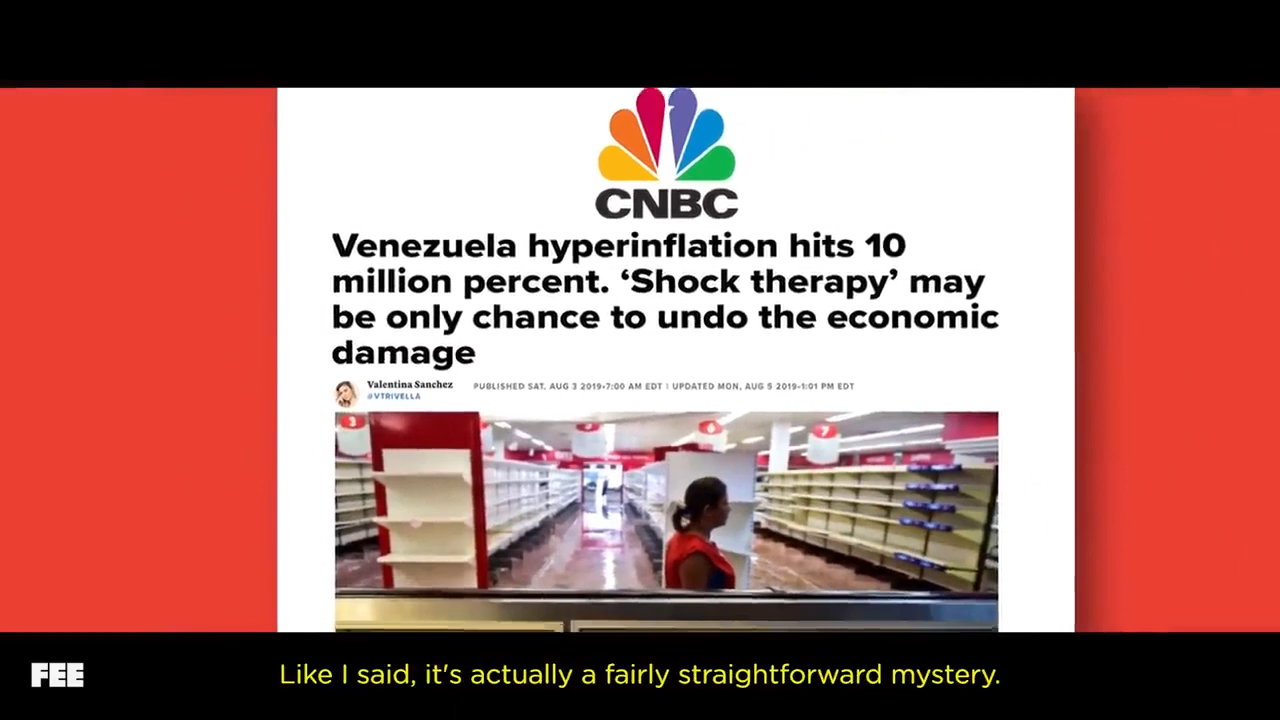 CNBC
Venezuela hyperinflation hits 10
million percent. ‘Shock therapy’ may
be only chance to undo the economic
damage
Valentina Sanchez
@VTRIVELLA
PUBLISHED SAT, AUG 3 2019•7:00 AM EDT | UPDATED MON, AUG 5 2019•1:01 PM EDT
3
7
FEE
Like I said, it's actually a fairly straightforward mystery.